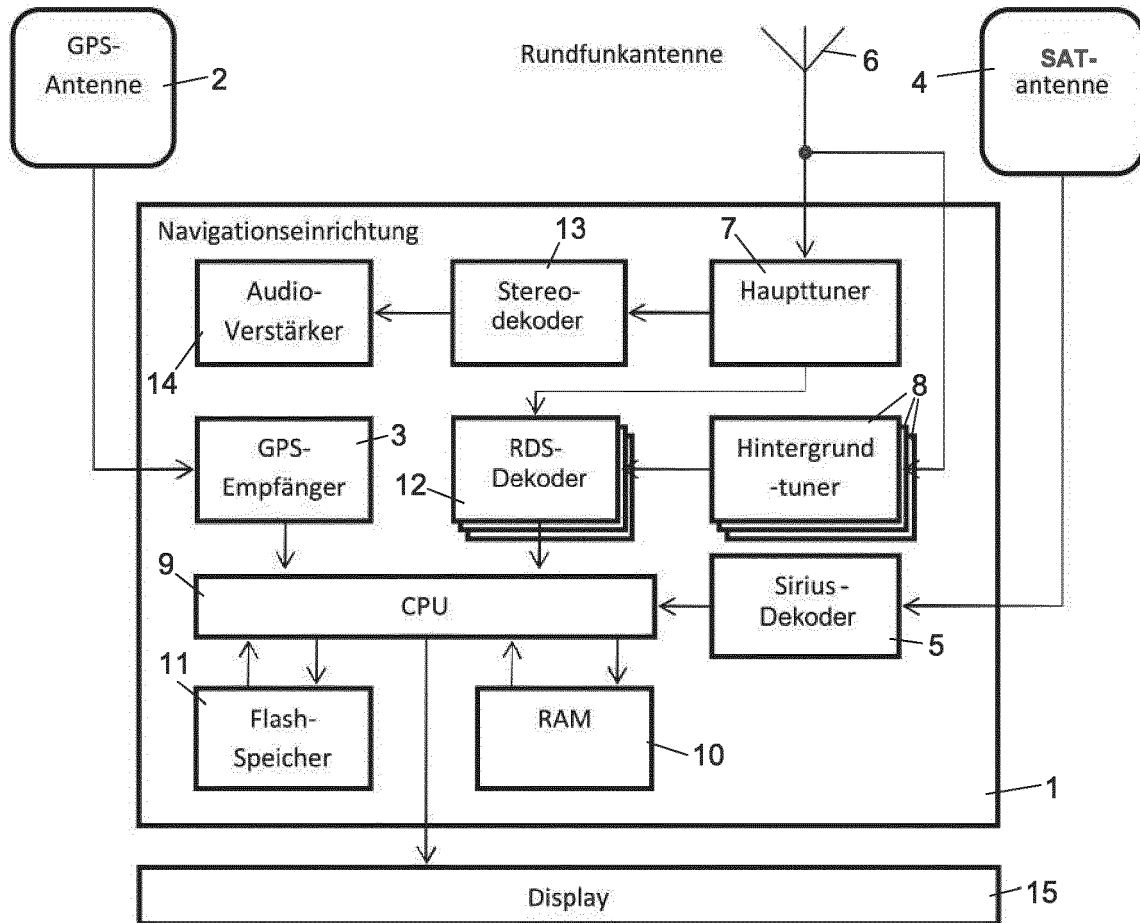 GPS-
Antenne
2
Rundfunkantenne
6
4
SAT-
antenne
Navigationseinrichtung
13
7
Audio-
Verstärker
14
Stereo-
dekoder
Haupttuner
8
3
GPS-
Empfänger
RDS-
Dekoder
12
Hintergrund
-tuner
9
CPU
Sirius-
Dekoder
5
11
Flash-
Speicher
RAM
10
1
Display
15